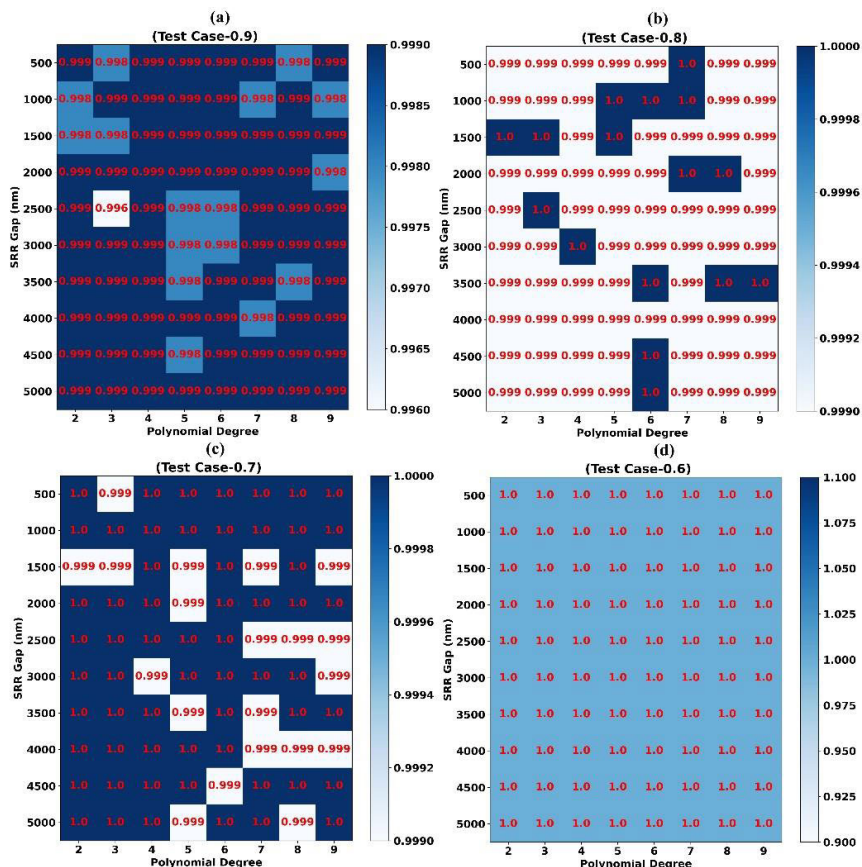 (a)
(Test Case-0.9)
SRR Gap (nm)
500 0.999 0.998 0.999 0.999 0.999 0.999 0.998 0.999
1000 0.998 0.999 0.999 0.999 0.999 0.998 0.999 0.998
1500 0.998 0.998 0.999 0.999 0.999 0.999 0.999 0.999
2000 0.999 0.999 0.999 0.999 0.999 0.999 0.999 0.998
2500 0.999 0.996 0.999 0.998 0.998 0.999 0.999 0.999
3000 0.999 0.999 0.999 0.998 0.998 0.999 0.999 0.999
3500 0.999 0.999 0.999 0.998 0.999 0.999 0.998 0.999
4000 0.999 0.999 0.999 0.999 0.999 0.998 0.999 0.999
4500 0.999 0.999 0.999 0.998 0.999 0.999 0.999 0.999
5000 0.999 0.999 0.999 0.999 0.999 0.999 0.999 0.999
2 3 4 5 6 7 8 9
Polynomial Degree
0.9990
0.9985
0.9980
0.9975
0.9970
0.9965
0.9960
(b)
(Test Case-0.8)
SRR Gap (nm)
500 0.999 0.999 0.999 0.999 0.999 1.0 0.999 0.999
1000 0.999 0.999 0.999 1.0 1.0 1.0 0.999 0.999
1500 1.0 1.0 0.999 1.0 0.999 0.999 0.999 0.999
2000 0.999 0.999 0.999 0.999 0.999 1.0 1.0 0.999
2500 0.999 1.0 0.999 0.999 0.999 0.999 0.999 0.999
3000 0.999 0.999 1.0 0.999 0.999 0.999 0.999 0.999
3500 0.999 0.999 0.999 0.999 1.0 0.999 1.0 1.0
4000 0.999 0.999 0.999 0.999 0.999 0.999 0.999 0.999
4500 0.999 0.999 0.999 0.999 1.0 0.999 0.999 0.999
5000 0.999 0.999 0.999 0.999 1.0 0.999 0.999 0.999
2 3 4 5 6 7 8 9
Polynomial Degree
1.0000
0.9998
0.9996
0.9994
0.9992
0.9990
(c)
(Test Case-0.7)
SRR Gap (nm)
500 1.0 0.999 1.0 1.0 1.0 1.0 1.0 1.0
1000 1.0 1.0 1.0 1.0 1.0 1.0 1.0 1.0
1500 0.999 0.999 1.0 0.999 1.0 0.999 1.0 0.999
2000 1.0 1.0 1.0 0.999 1.0 1.0 1.0 1.0
2500 1.0 1.0 1.0 1.0 1.0 0.999 0.999 0.999
3000 1.0 1.0 0.999 1.0 1.0 1.0 1.0 0.999
3500 1.0 1.0 1.0 0.999 1.0 0.999 1.0 1.0
4000 1.0 1.0 1.0 1.0 1.0 0.999 0.999 0.999
4500 1.0 1.0 1.0 1.0 0.999 1.0 1.0 1.0
5000 1.0 1.0 1.0 0.999 1.0 1.0 0.999 1.0
2 3 4 5 6 7 8 9
Polynomial Degree
1.0000
0.9998
0.9996
0.9994
0.9992
0.9990
(d)
(Test Case-0.6)
SRR Gap (nm)
500 1.0 1.0 1.0 1.0 1.0 1.0 1.0 1.0
1000 1.0 1.0 1.0 1.0 1.0 1.0 1.0 1.0
1500 1.0 1.0 1.0 1.0 1.0 1.0 1.0 1.0
2000 1.0 1.0 1.0 1.0 1.0 1.0 1.0 1.0
2500 1.0 1.0 1.0 1.0 1.0 1.0 1.0 1.0
3000 1.0 1.0 1.0 1.0 1.0 1.0 1.0 1.0
3500 1.0 1.0 1.0 1.0 1.0 1.0 1.0 1.0
4000 1.0 1.0 1.0 1.0 1.0 1.0 1.0 1.0
4500 1.0 1.0 1.0 1.0 1.0 1.0 1.0 1.0
5000 1.0 1.0 1.0 1.0 1.0 1.0 1.0 1.0
2 3 4 5 6 7 8 9
Polynomial Degree
1.100
1.075
1.050
1.025
1.000
0.975
0.950
0.925
0.900